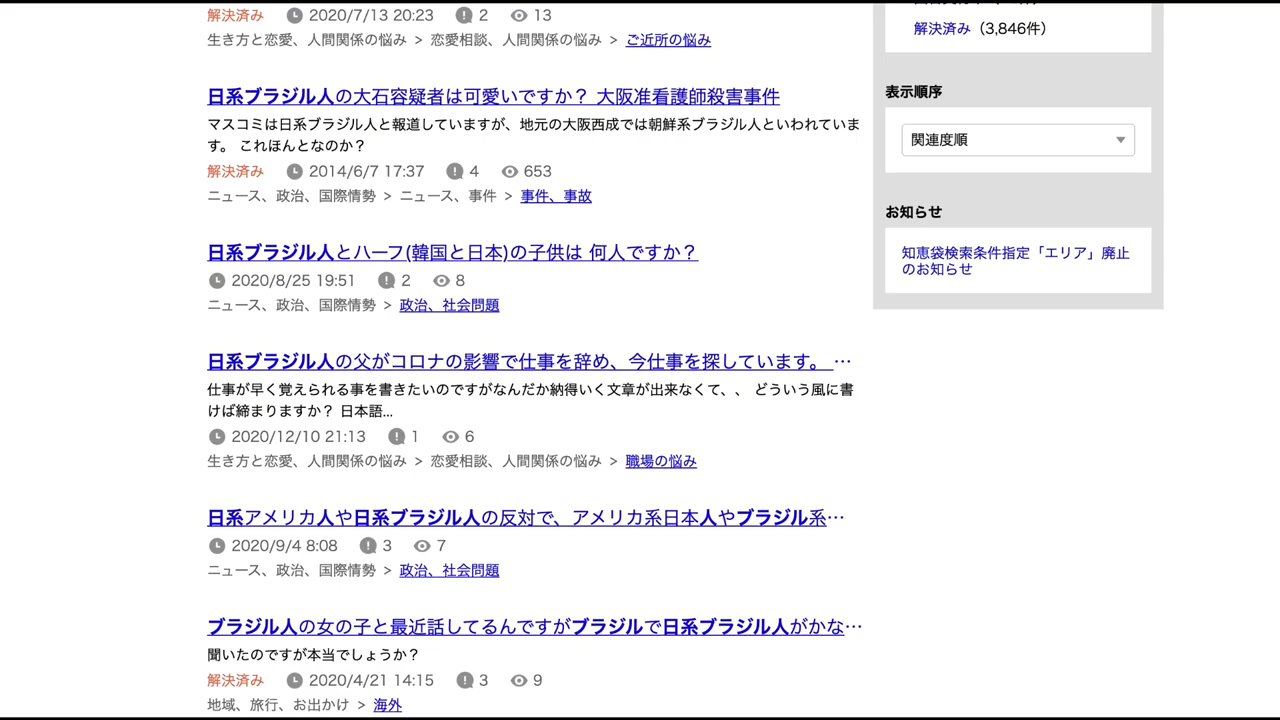 解決済み 2020/7/13 20:23 2 13
生き方と恋愛、人間関係の悩み > 恋愛相談、人間関係の悩み > ご近所の悩み
日系ブラジル人の大石容疑者は可愛いですか？ 大阪准看護師殺害事件
マスコミは日系ブラジル人と報道していますが、地元の大阪西成では朝鮮系ブラジル人といわれていま
す。 これほんとなのか？
解決済み 2014/6/7 17:37 4 653
ニュース、政治、国際情勢 > ニュース、事件 > 事件、事故
日系ブラジル人とハーフ(韓国と日本)の子供は 何人ですか？
2020/8/25 19:51 2 8
ニュース、政治、国際情勢 > 政治、社会問題
日系ブラジル人の父がコロナの影響で仕事を辞め、今仕事を探しています。 …
仕事が早く覚えられる事を書きたいのですがなんだか納得いく文章が出来なくて、、 どういう風に書
けば締まりますか？ 日本語...
2020/12/10 21:13 1 6
生き方と恋愛、人間関係の悩み > 恋愛相談、人間関係の悩み > 職場の悩み
日系アメリカ人や日系ブラジル人の反対で、アメリカ系日本人やブラジル系…
2020/9/4 8:08 3 7
ニュース、政治、国際情勢 > 政治、社会問題
ブラジル人の女の子と最近話してるんですがブラジルで日系ブラジル人がかな…
聞いたのですが本当でしょうか？
解決済み 2020/4/21 14:15 3 9
地域、旅行、お出かけ > 海外
解決済み（3,846件）
表示順序
関連度順
お知らせ
知恵袋検索条件指定「エリア」廃止
のお知らせ